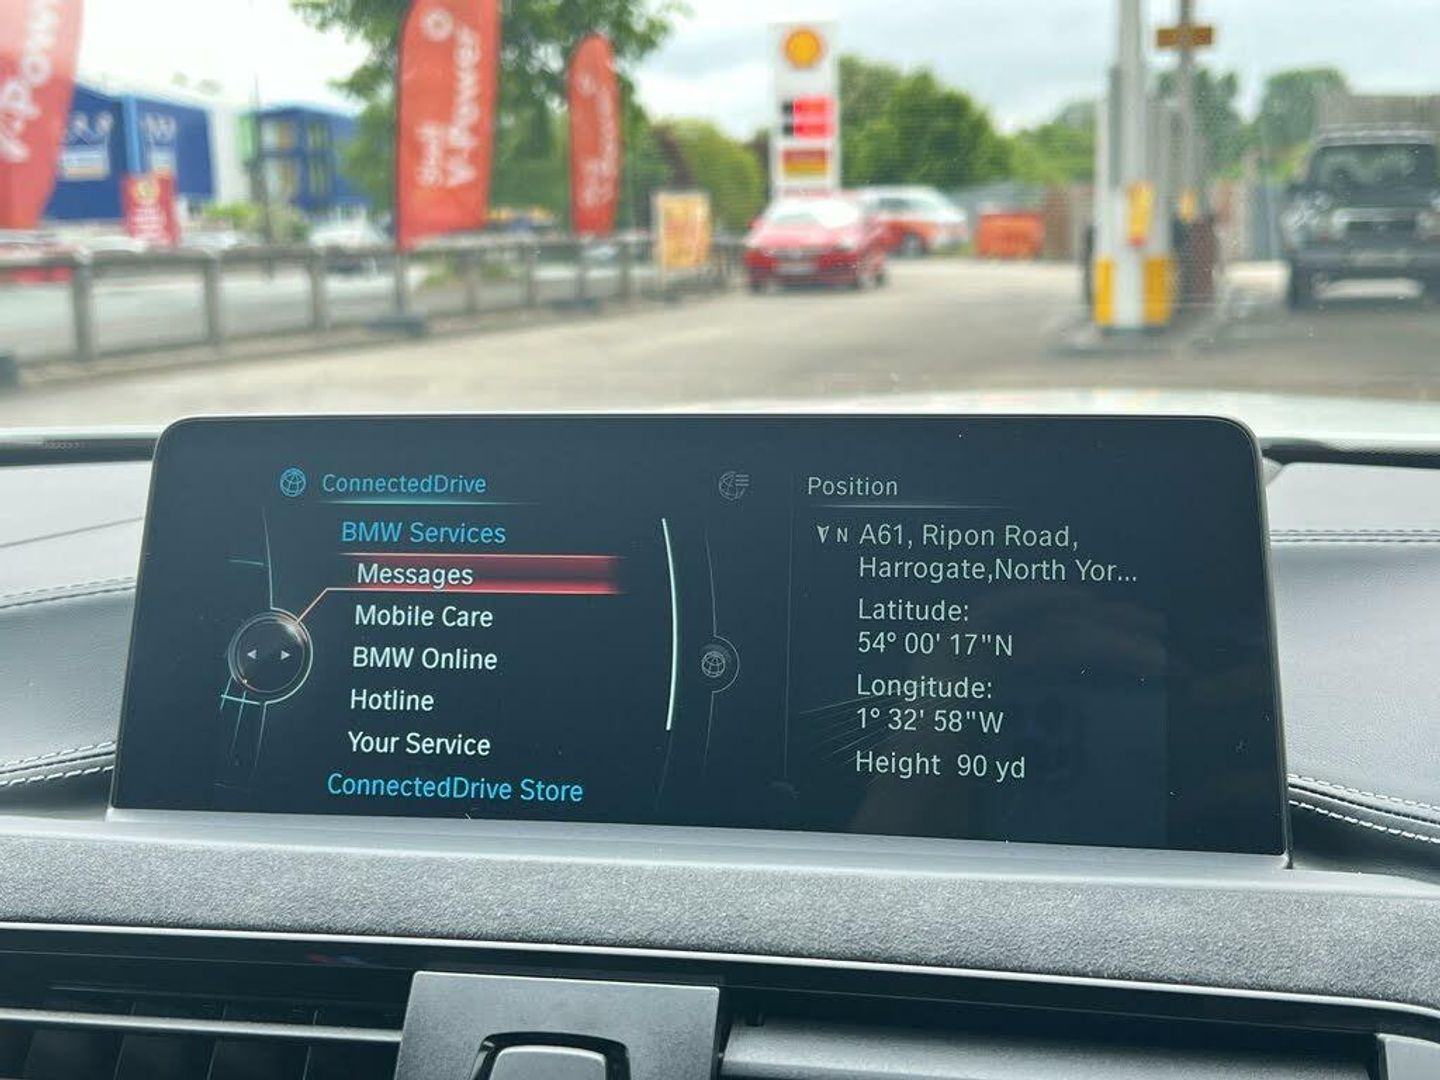 V-Power
Shell
V-Power
ConnectedDrive
BMW Services
Messages
Mobile Care
BMW Online
Hotline
Your Service
ConnectedDrive Store
Position
N A61, Ripon Road,
Harrogate,North Yor...
Latitude:
54° 00' 17"N
Longitude:
1° 32' 58"W
Height 90 yd